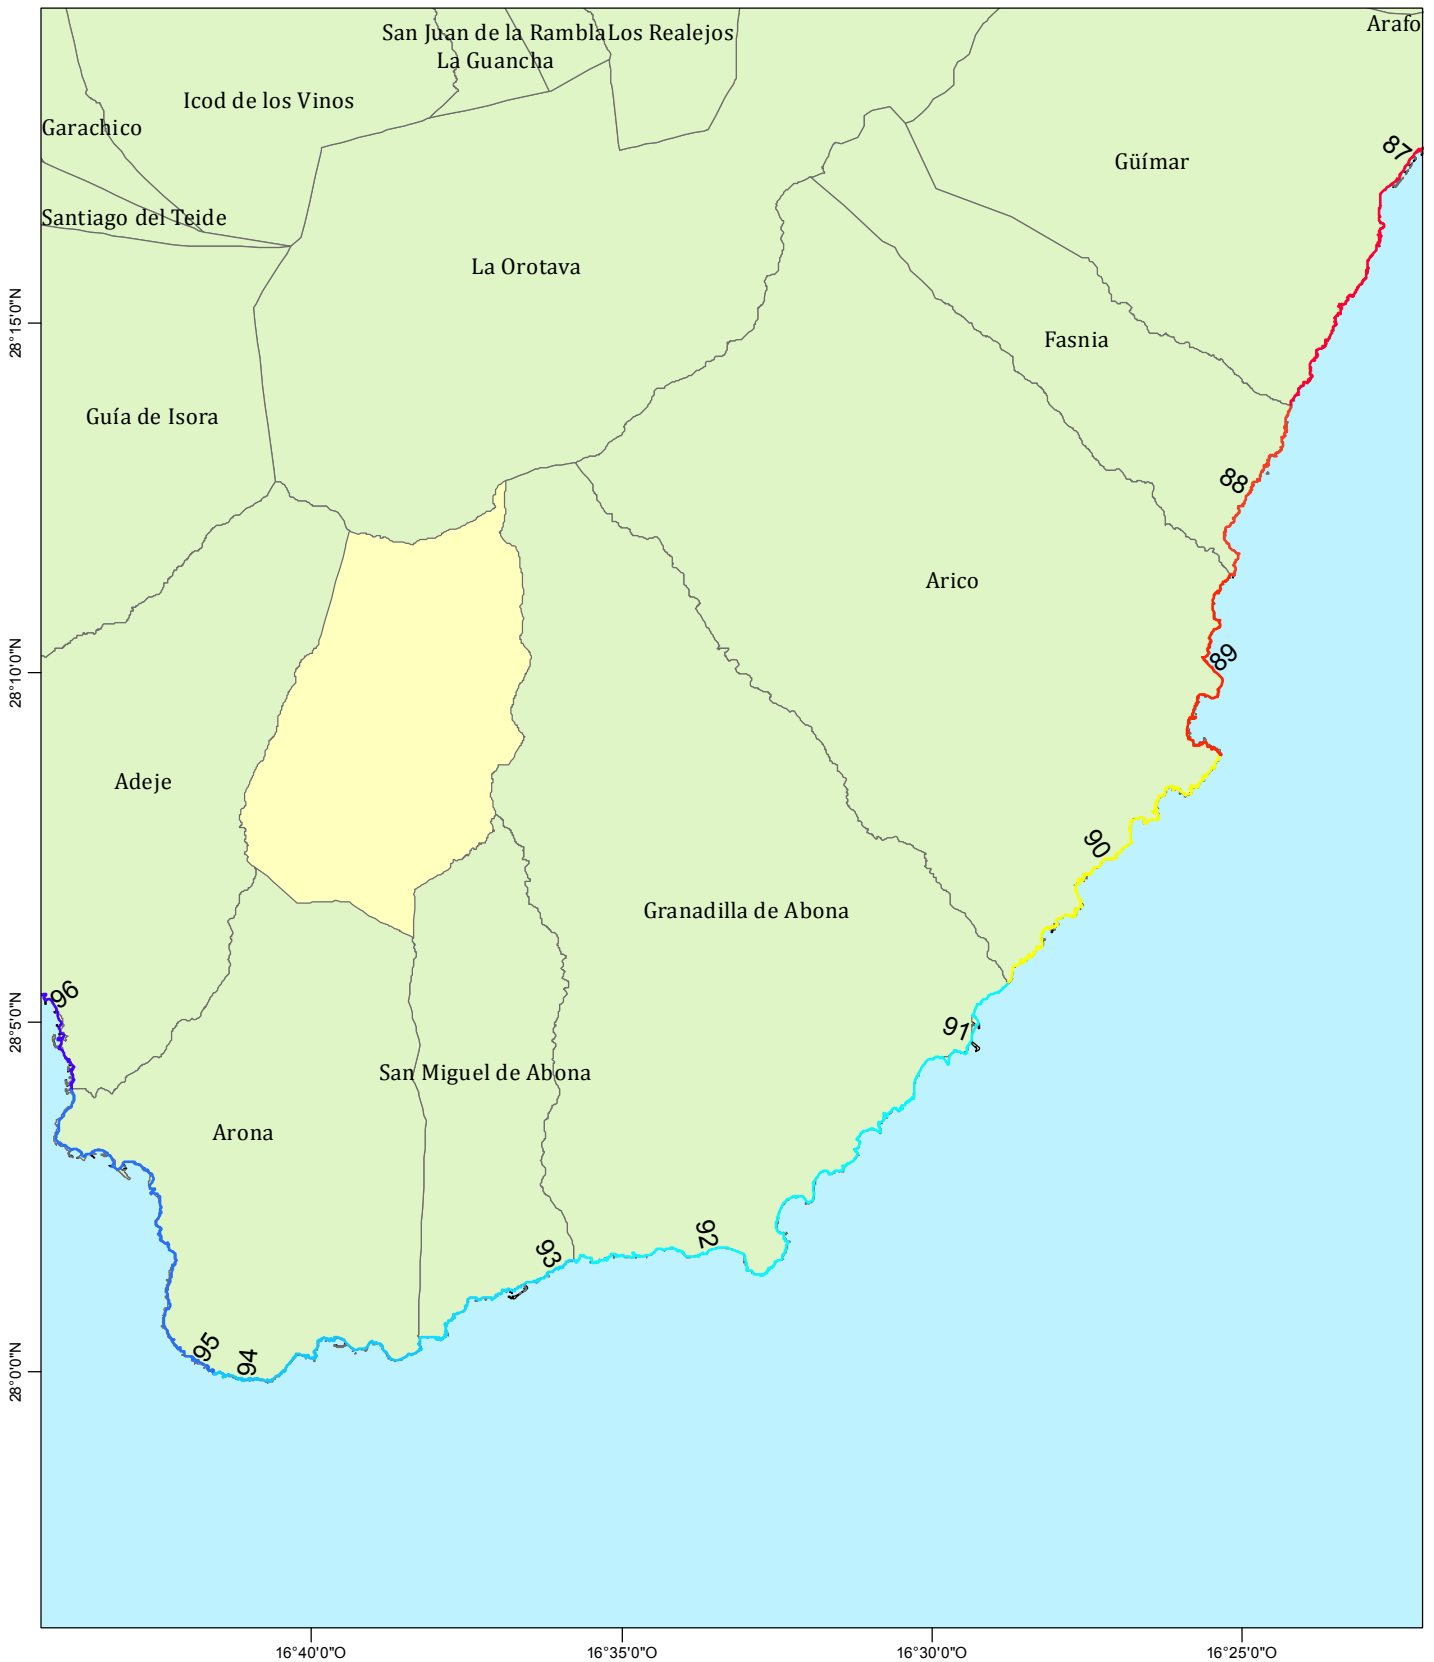 San Juan de la Rambla
Los Realejos
Arafo
La Guancha
Icod de los Vinos
Garachico
Güímar
87
Santiago del Teide
La Orotava
28°15'0"N
Fasnia
Guía de Isora
88
Arico
89
28°10'0"N
Adeje
90
Granadilla de Abona
96
28°5'0"N
91
San Miguel de Abona
Arona
92
93
95
94
28°0'0"N
16°40'0"O
16°35'0"O
16°30'0"O
16°25'0"O